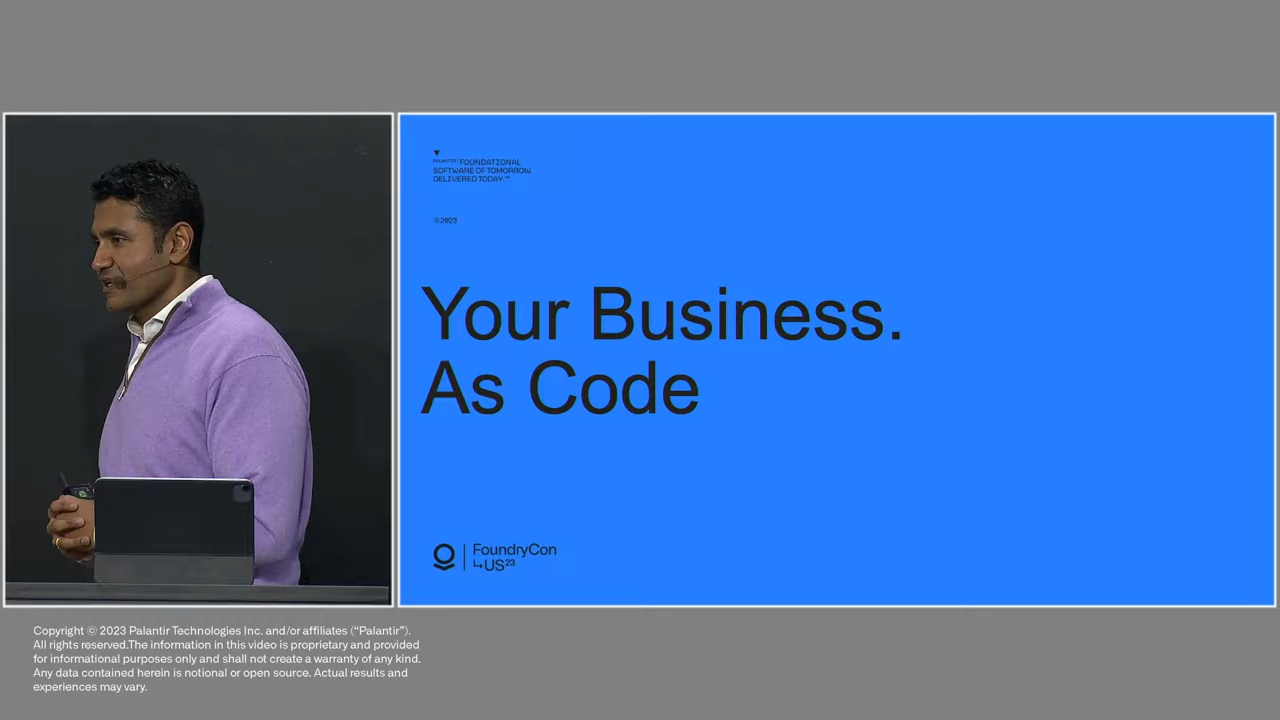 PALANTIR "FOUNDATIONAL
SOFTWARE OF TOMORROW.
DELIVERED TODAY.™
©2023
Your Business.
As Code
FoundryCon
↳US23
Copyright © 2023 Palantir Technologies Inc. and/or affiliates (“Palantir”).
All rights reserved.The information in this video is proprietary and provided
for informational purposes only and shall not create a warranty of any kind.
Any data contained herein is notional or open source. Actual results and
experiences may vary.